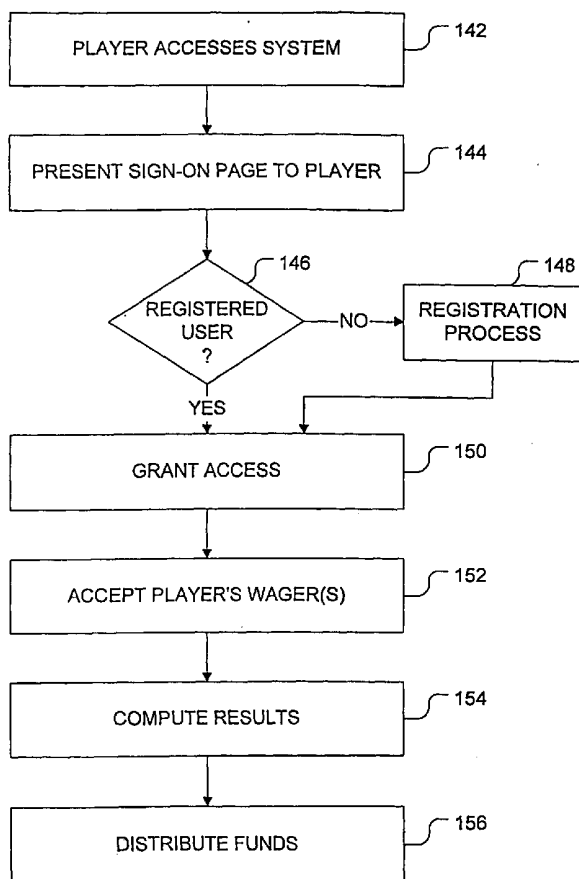 PLAYER ACCESSES SYSTEM
142
PRESENT SIGN-ON PAGE TO PLAYER
144
146
REGISTERED
USER
?
NO
148
REGISTRATION
PROCESS
YES
GRANT ACCESS
150
ACCEPT PLAYER'S WAGER(S)
152
COMPUTE RESULTS
154
DISTRIBUTE FUNDS
156